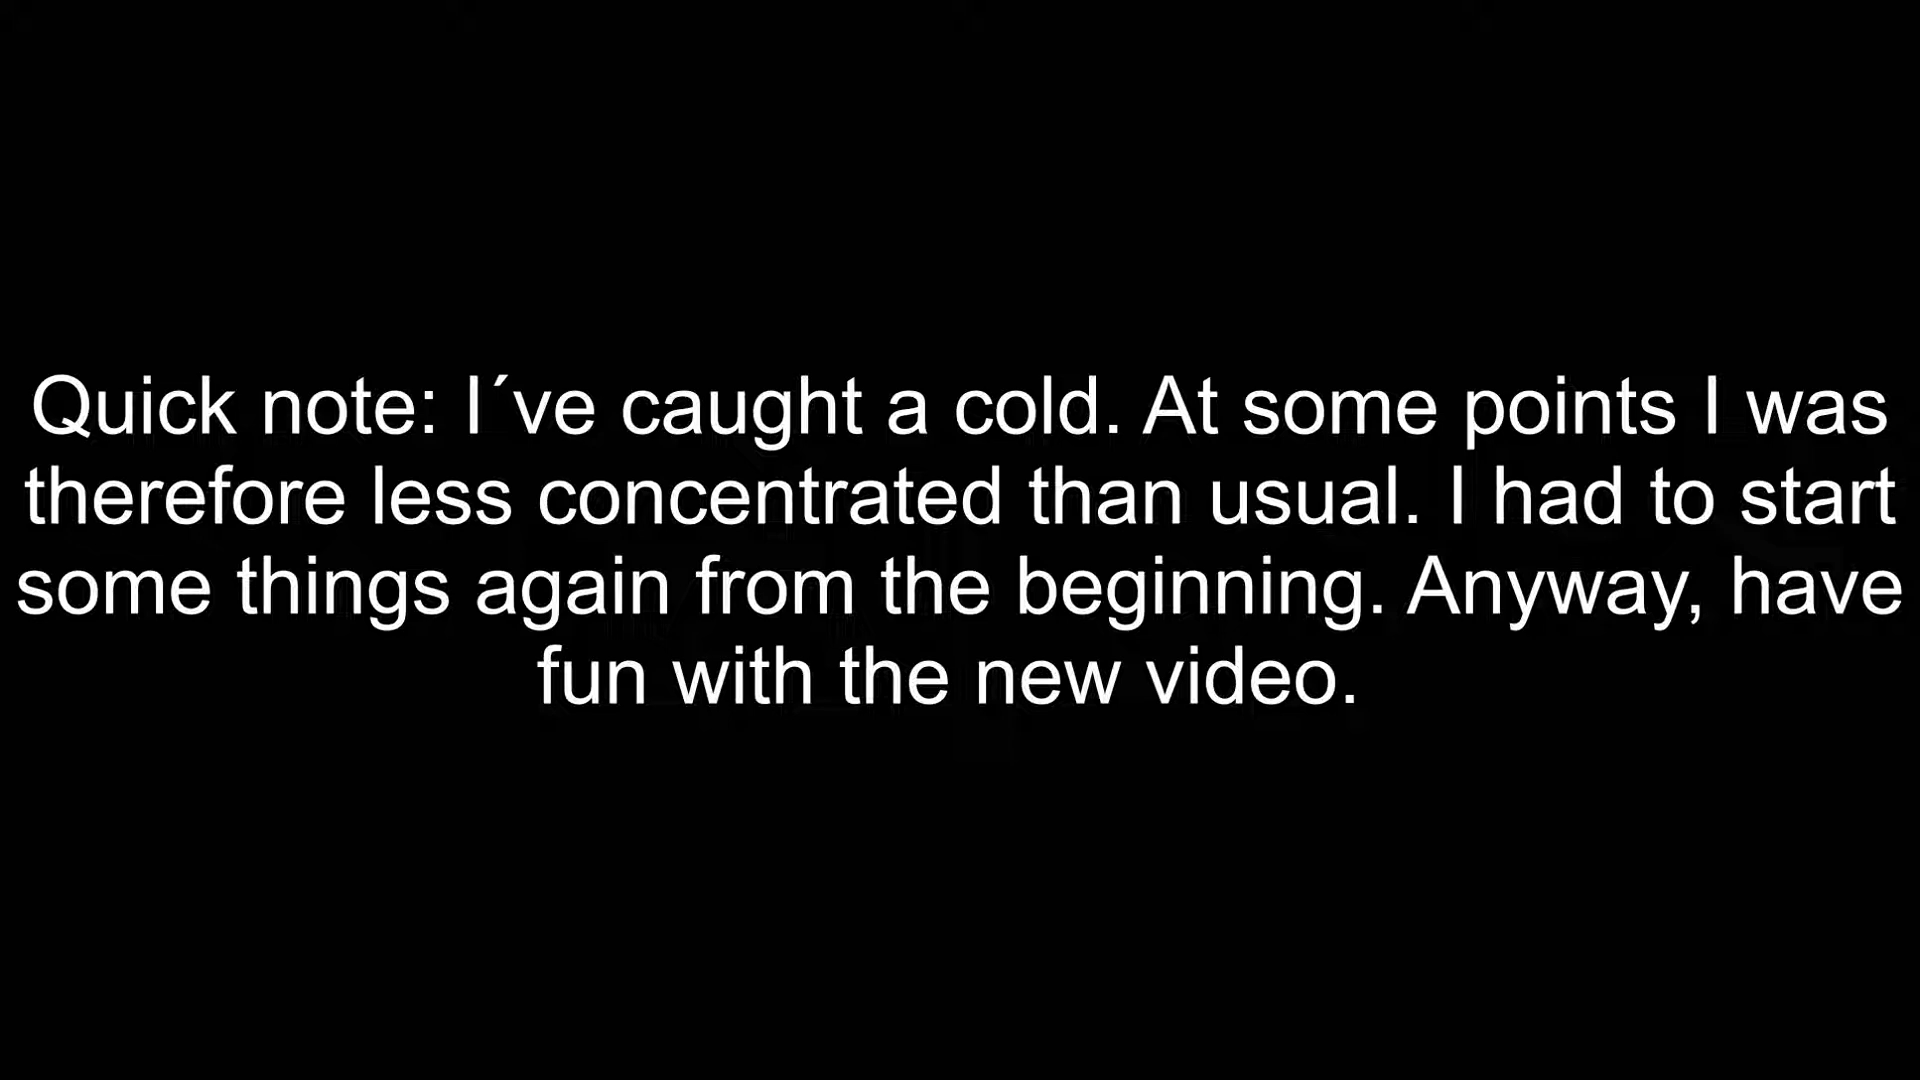 Quick note: I´ve caught a cold. At some points I was
therefore less concentrated than usual. I had to start
some things again from the beginning. Anyway, have
fun with the new video.